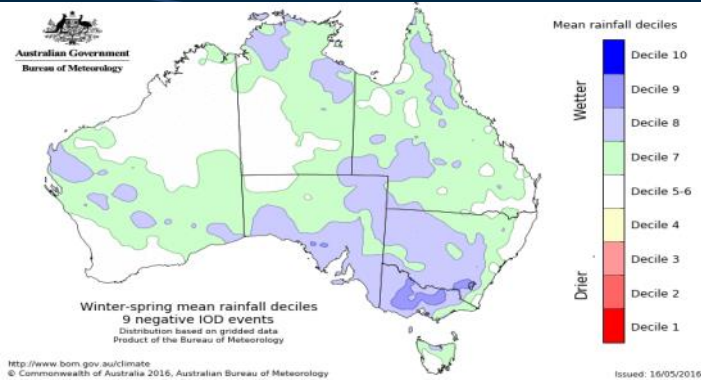 Australian Government
Bureau of Meteorology
Mean rainfall deciles
Wetter
Decile 10
Decile 9
Decile 8
Decile 7
Decile 5-6
Decile 4
Decile 3
Drier
Decile 2
Decile 1
Winter-spring mean rainfall deciles
9 negative IOD events
Distribution based on gridded data
Product of the Bureau of Meteorology
http://www.bom.gov.au/climate
© Commonwealth of Australia 2016, Australian Bureau of Meteorology
Issued: 16/05/2016